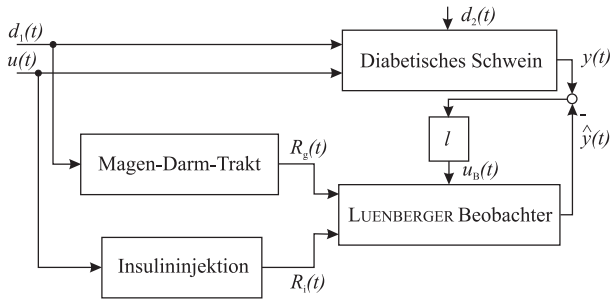 d₁(t)
d₂(t)
u(t)
Diabetisches Schwein
y(t)
-
l
ŷ(t)
Magen-Darm-Trakt
R_g(t)
u_B(t)
LUENBERGER Beobachter
Insulininjektion
R_i(t)